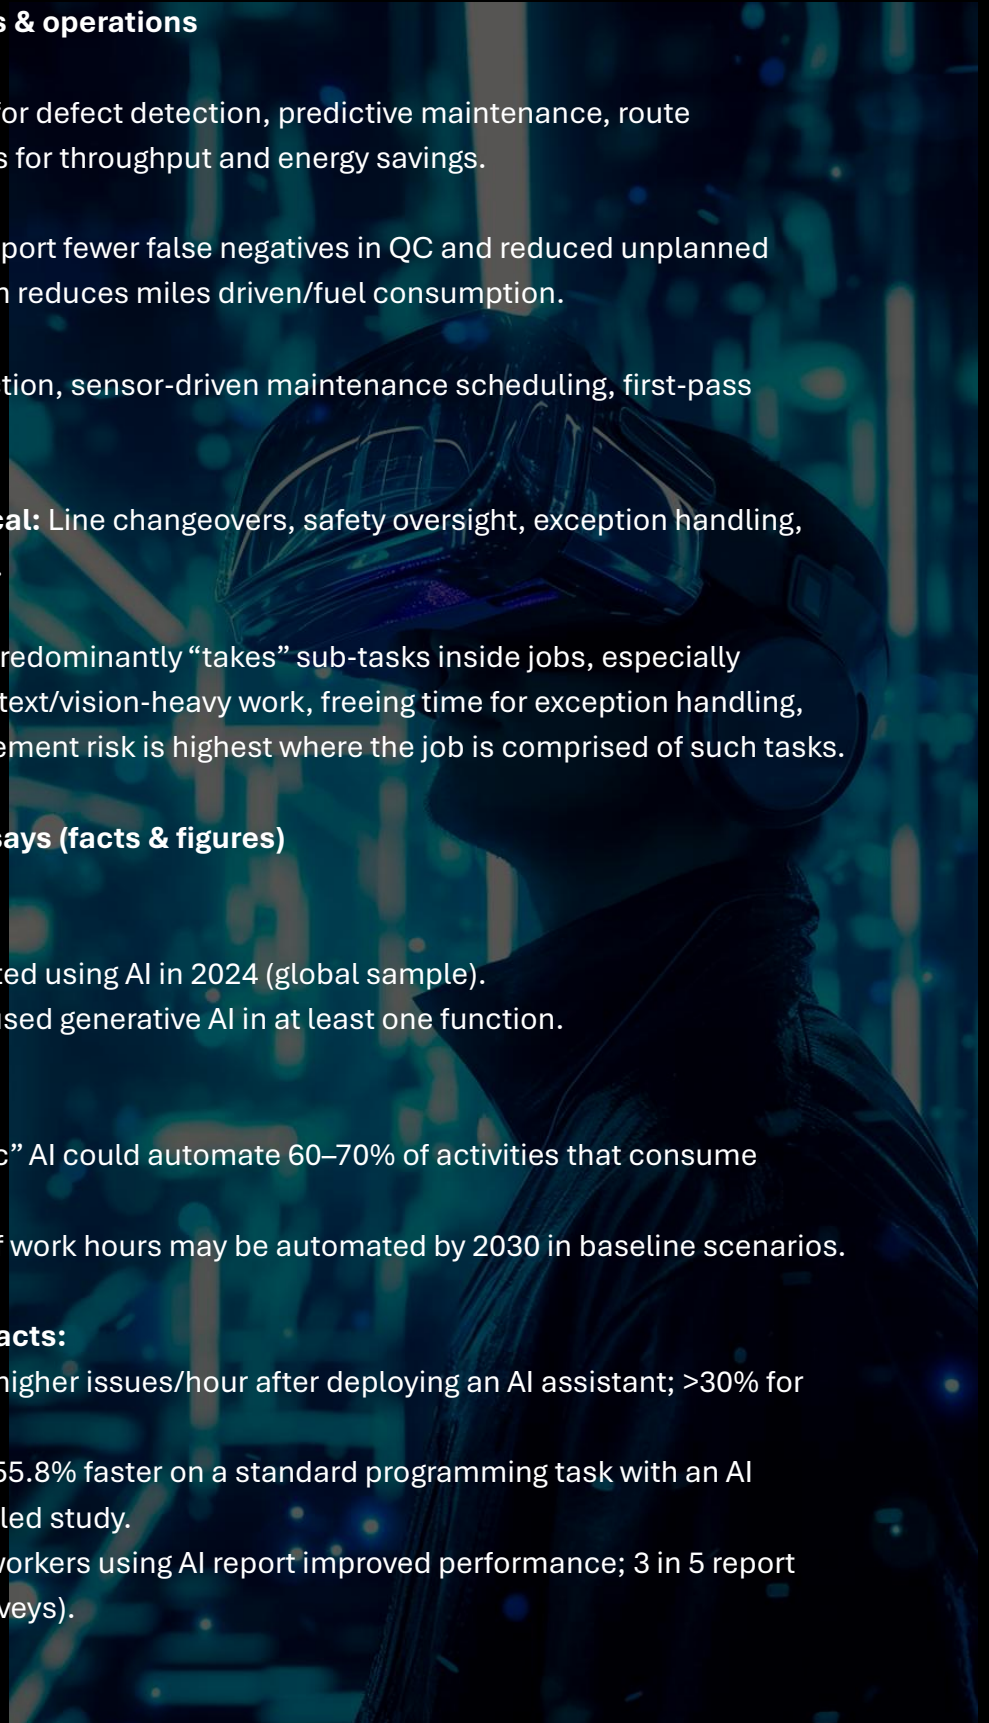 & operations
for defect detection, predictive maintenance, route
s for throughput and energy savings.
port fewer false negatives in QC and reduced unplanned
n reduces miles driven/fuel consumption.
tion, sensor-driven maintenance scheduling, first-pass
cal: Line changeovers, safety oversight, exception handling,
.
redominantly “takes” sub-tasks inside jobs, especially
text/vision-heavy work, freeing time for exception handling,
ement risk is highest where the job is comprised of such tasks.
says (facts & figures)
ted using AI in 2024 (global sample).
used generative AI in at least one function.
c” AI could automate 60–70% of activities that consume
f work hours may be automated by 2030 in baseline scenarios.
acts:
higher issues/hour after deploying an AI assistant; >30% for
55.8% faster on a standard programming task with an AI
led study.
workers using AI report improved performance; 3 in 5 report
veys).